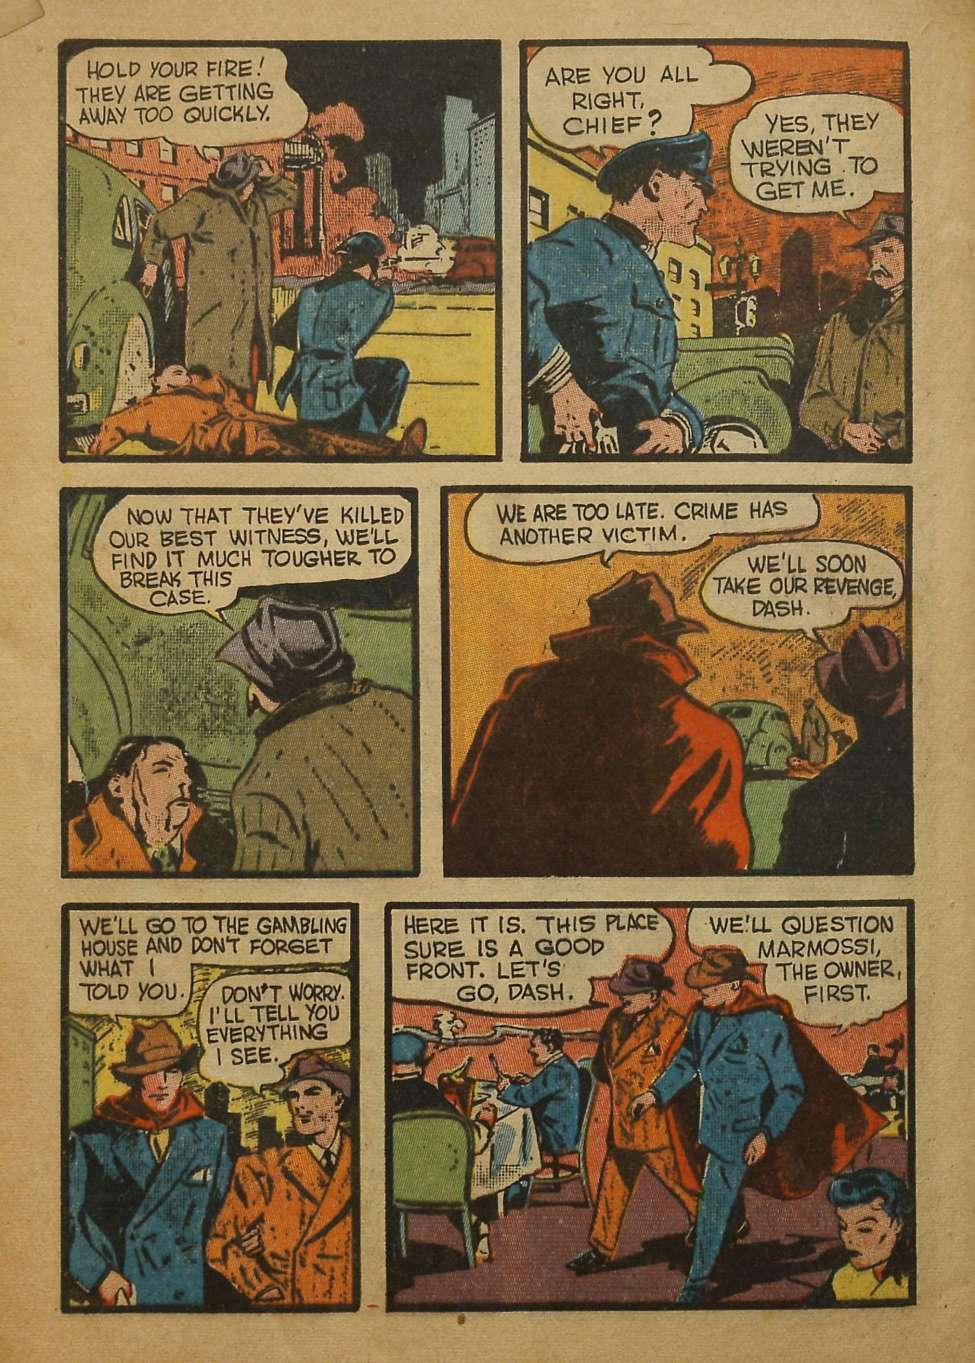 HOLD YOUR FIRE!
THEY ARE GETTING
AWAY TOO QUICKLY.
ARE YOU ALL
RIGHT,
CHIEF?
YES, THEY
WEREN'T
TRYING TO
GET ME.
NOW THAT THEY'VE KILLED
OUR BEST WITNESS, WE'LL
FIND IT MUCH TOUGHER TO
BREAK THIS
CASE.
WE ARE TOO LATE. CRIME HAS
ANOTHER VICTIM.
WE'LL SOON
TAKE OUR REVENGE,
DASH.
WE'LL GO TO THE GAMBLING
HOUSE AND DON'T FORGET
WHAT I
TOLD YOU.
DON'T WORRY.
I'LL TELL YOU
EVERYTHING
I SEE.
HERE IT IS. THIS PLACE
SURE IS A GOOD
FRONT. LET'S
GO, DASH.
WE'LL QUESTION
MARMOSSI,
THE OWNER,
FIRST.